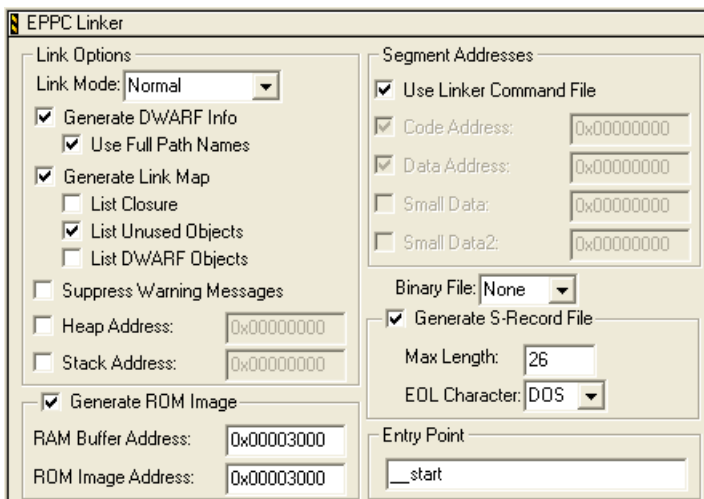 EPPC Linker
Link Options
Link Mode: Normal
Generate DWARF Info
Use Full Path Names
Generate Link Map
List Closure
List Unused Objects
List DWARF Objects
Suppress Warning Messages
Heap Address: 0x00000000
Stack Address: 0x00000000
Generate ROM Image
RAM Buffer Address: 0x00003000
ROM Image Address: 0x00003000
Segment Addresses
Use Linker Command File
Code Address: 0x00000000
Data Address: 0x00000000
Small Data: 0x00000000
Small Data2: 0x00000000
Binary File: None
Generate S-Record File
Max Length: 26
EOL Character: DOS
Entry Point
__start